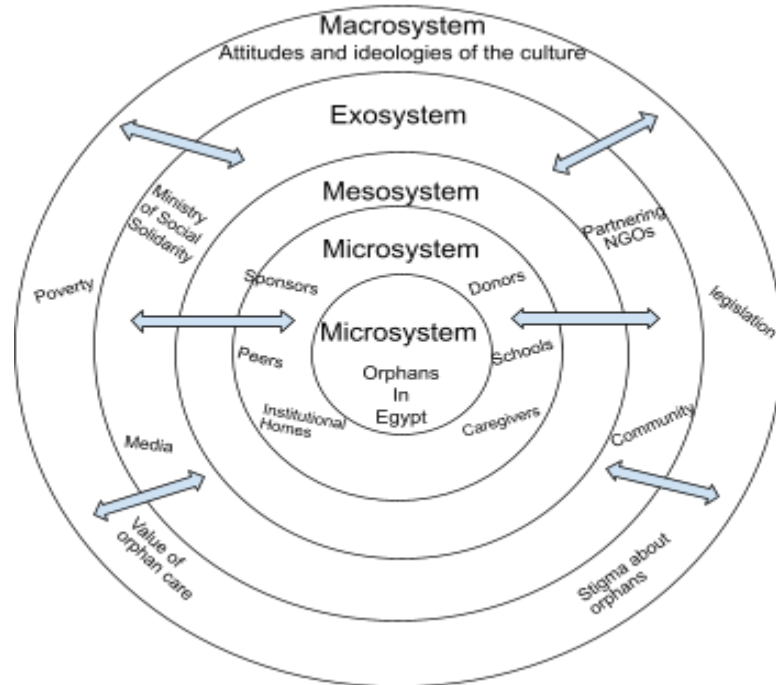 Macrosystem
Attitudes and ideologies of the culture
Exosystem
Mesosystem
Microsystem
Ministry
of Social
Solidarity
Partnering
NGOs
Sponsors
Donors
Poverty
legislation
Microsystem
Orphans
In
Egypt
Peers
Schools
Institutional
Homes
Caregivers
Media
Community
Value of
orphan care
Stigma about
orphans